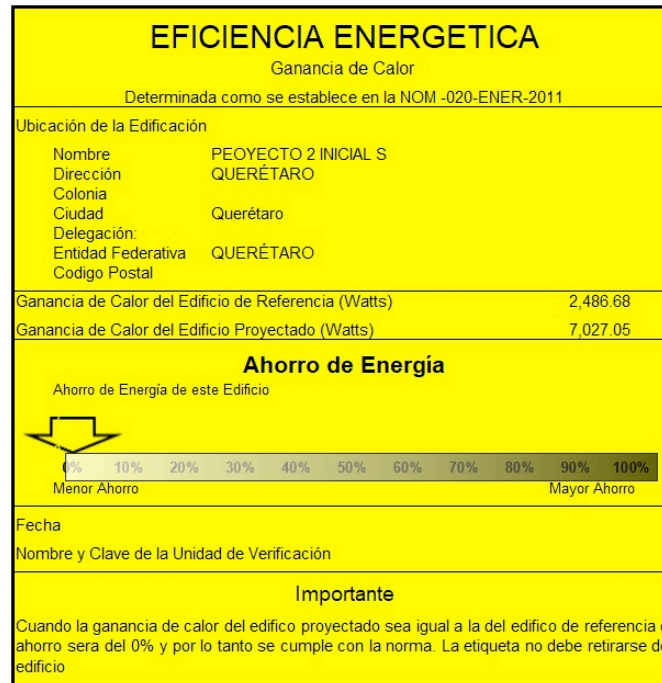 EFICIENCIA ENERGETICA
Ganancia de Calor
Determinada como se establece en la NOM -020-ENER-2011
Ubicación de la Edificación
Nombre PEOYECTO 2 INICIAL S
Dirección QUERÉTARO
Colonia
Ciudad Querétaro
Delegación:
Entidad Federativa QUERÉTARO
Codigo Postal
Ganancia de Calor del Edificio de Referencia (Watts) 2,486.68
Ganancia de Calor del Edificio Proyectado (Watts) 7,027.05
Ahorro de Energía
Ahorro de Energía de este Edificio
0% 10% 20% 30% 40% 50% 60% 70% 80% 90% 100%
Menor Ahorro Mayor Ahorro
Fecha
Nombre y Clave de la Unidad de Verificación
Importante
Cuando la ganancia de calor del edifico proyectado sea igual a la del edifico de referencia
ahorro sera del 0% y por lo tanto se cumple con la norma. La etiqueta no debe retirarse
edificio